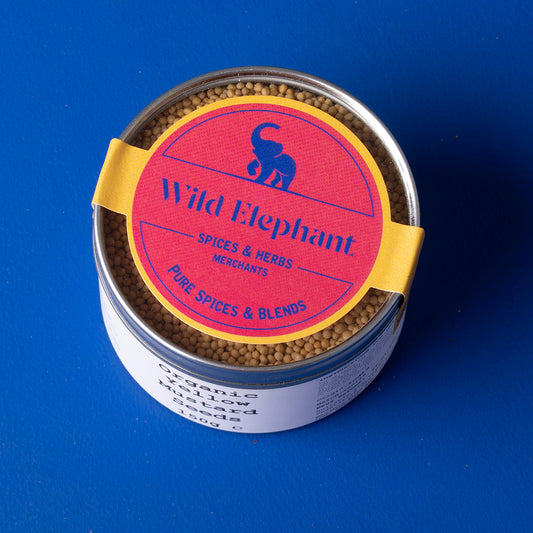 Wild Elephant
SPICES & HERBS
MERCHANTS
PURE SPICES & BLENDS
Organic
Yellow
Mustard
Seeds
150g e